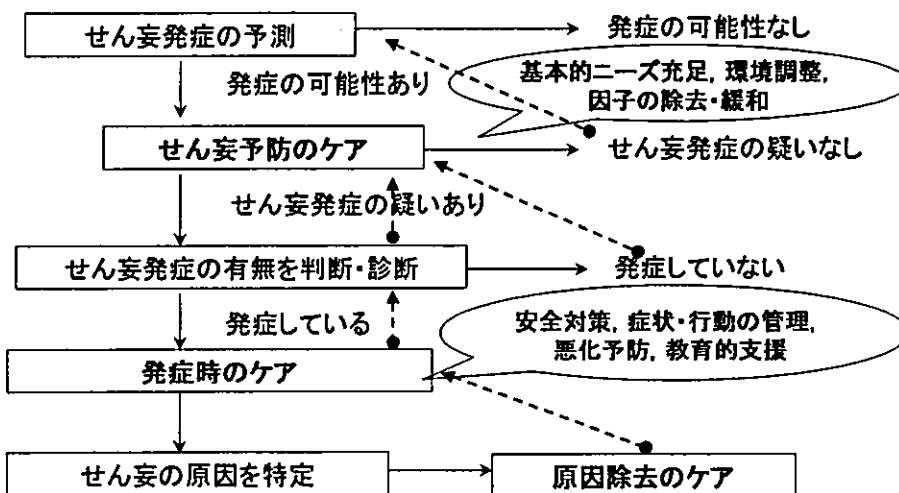 せん妄発症の予測
発症の可能性なし
発症の可能性あり
基本的ニーズ充足, 環境調整,
因子の除去・緩和
せん妄予防のケア
せん妄発症の疑いなし
せん妄発症の疑いあり
せん妄発症の有無を判断・診断
発症していない
発症している
安全対策, 症状・行動の管理,
悪化予防, 教育的支援
発症時のケア
せん妄の原因を特定
原因除去のケア